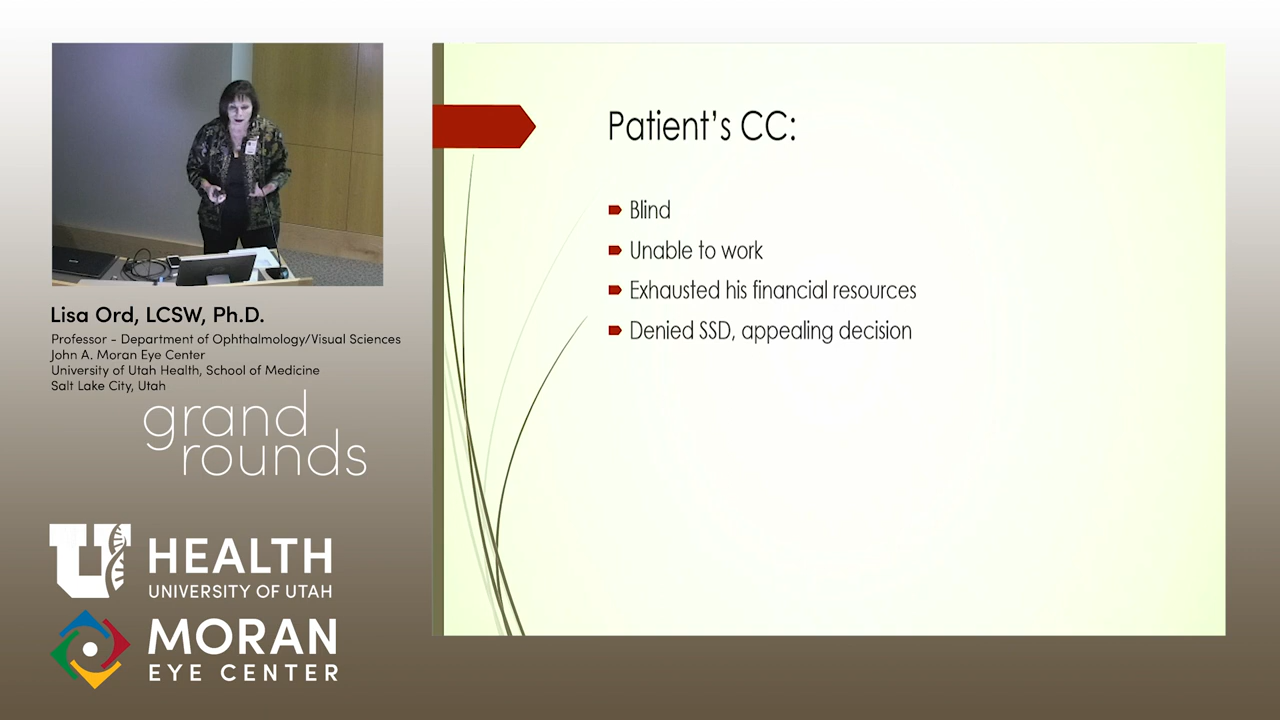 Patient's CC:
Blind
Unable to work
Exhausted his financial resources
Denied SSD, appealing decision
Lisa Ord, LCSW, Ph.D.
Professor - Department of Ophthalmology/Visual Sciences
John A. Moran Eye Center
University of Utah Health, School of Medicine
Salt Lake City, Utah
grand
rounds
U HEALTH
UNIVERSITY OF UTAH
MORAN
EYE CENTER